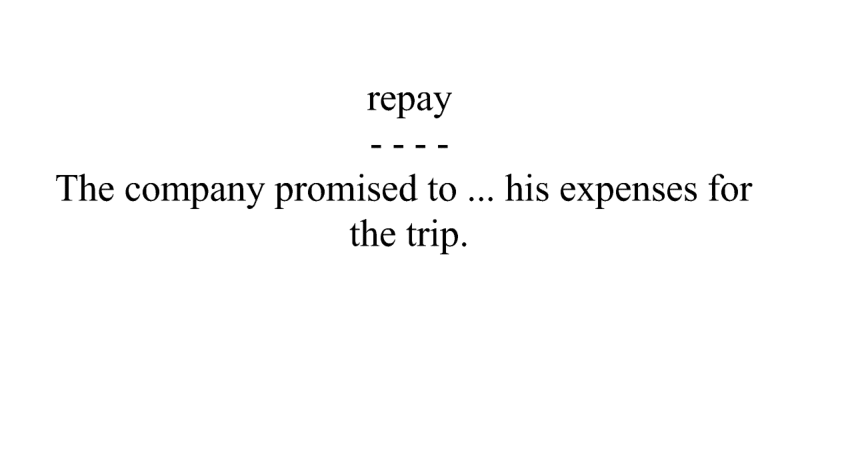 repay
- - - -
The company promised to ... his expenses for
the trip.